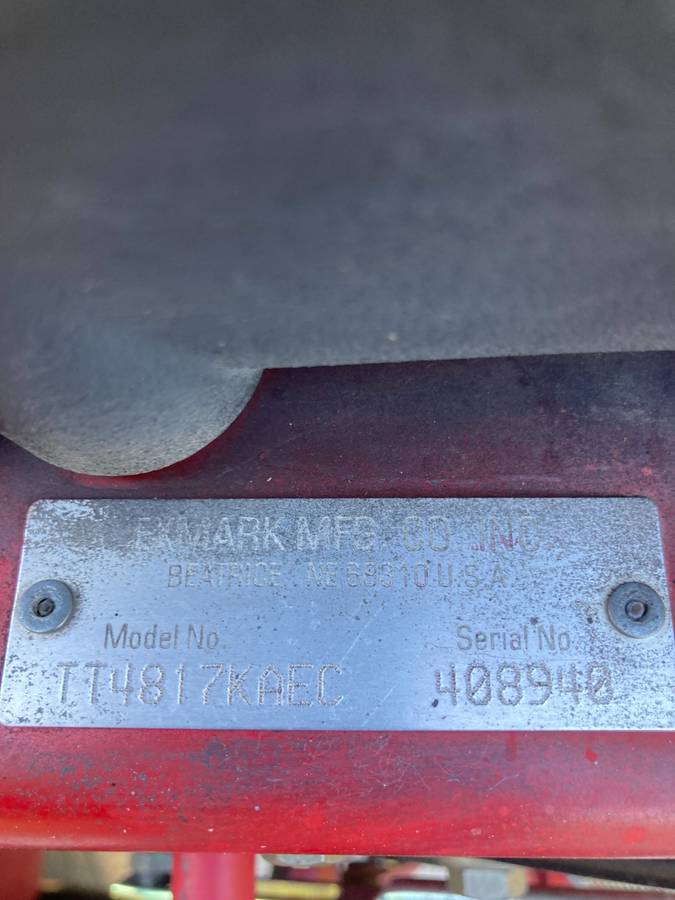 EXMARK MFG. CO. INC.
BEATRICE, NE 68310 U.S.A.
Model No. Serial No
TT4817KAEC 408940